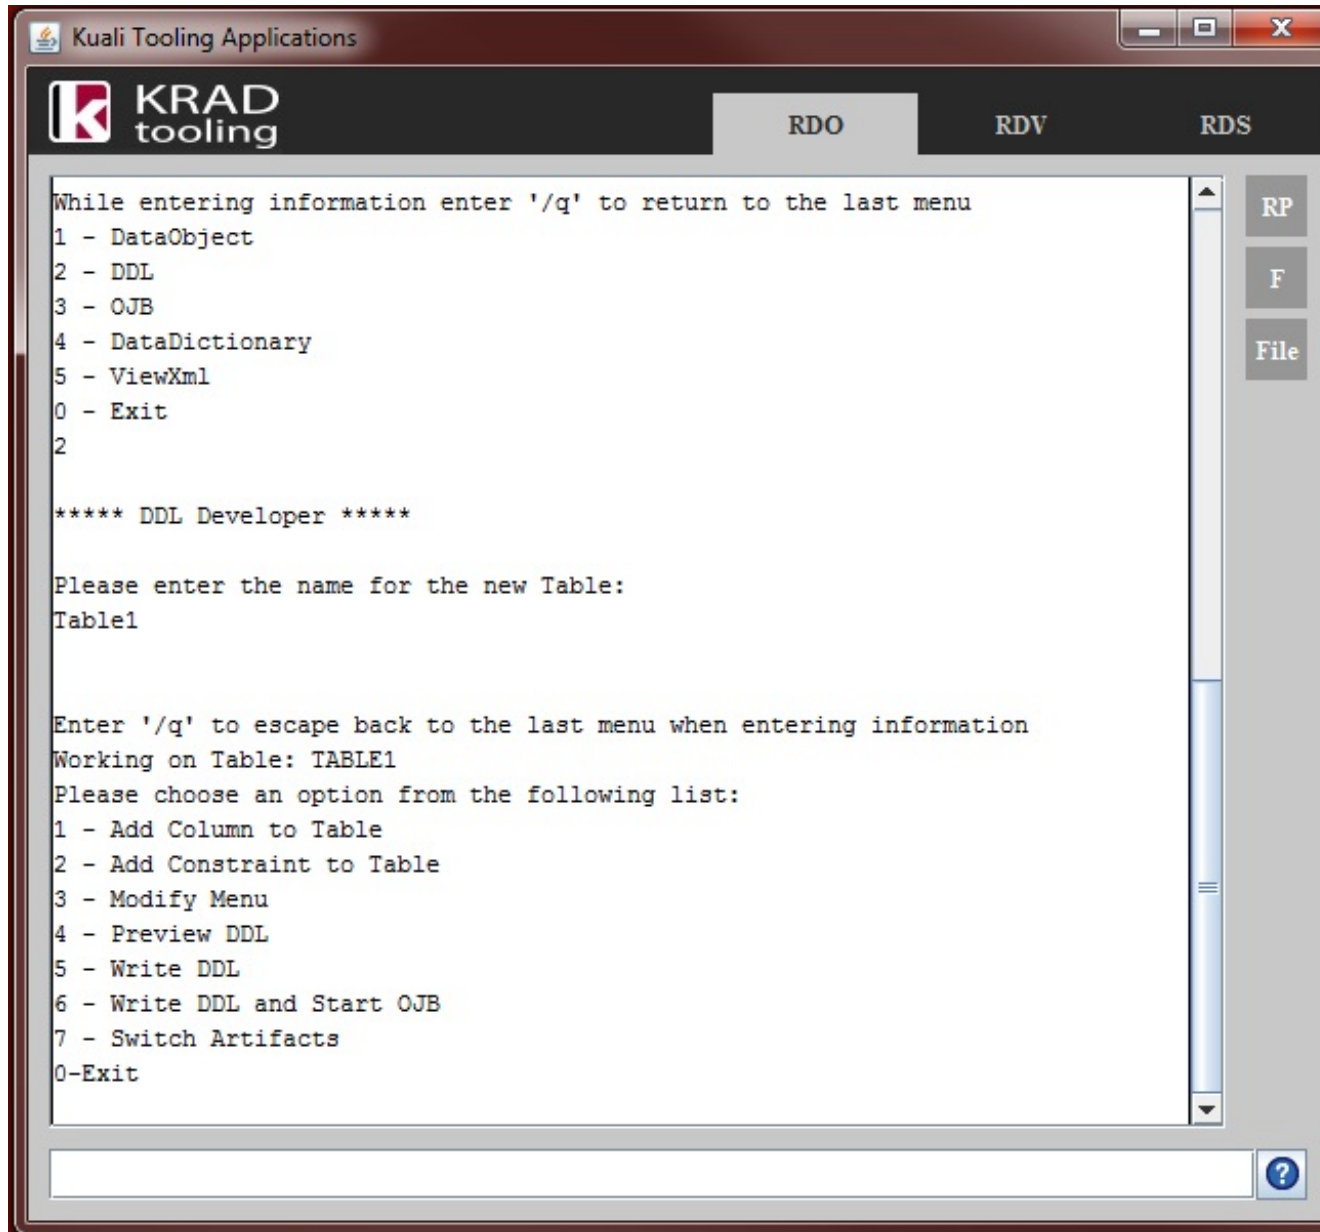 Kuali Tooling Applications
KRAD
tooling
RDO
RDV
RDS
While entering information enter '/q' to return to the last menu
1 - DataObject
2 - DDL
3 - OJB
4 - DataDictionary
5 - ViewXml
0 - Exit
2
***** DDL Developer *****
Please enter the name for the new Table:
Table1
Enter '/q' to escape back to the last menu when entering information
Working on Table: TABLE1
Please choose an option from the following list:
1 - Add Column to Table
2 - Add Constraint to Table
3 - Modify Menu
4 - Preview DDL
5 - Write DDL
6 - Write DDL and Start OJB
7 - Switch Artifacts
0-Exit
RP
F
File